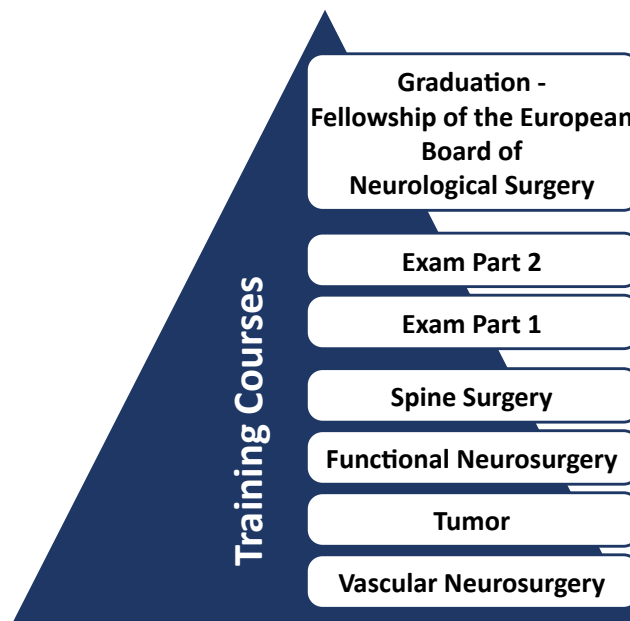 Graduation -
Fellowship of the European
Board of
Neurological Surgery
Exam Part 2
Exam Part 1
Spine Surgery
Functional Neurosurgery
Tumor
Vascular Neurosurgery
Training Courses